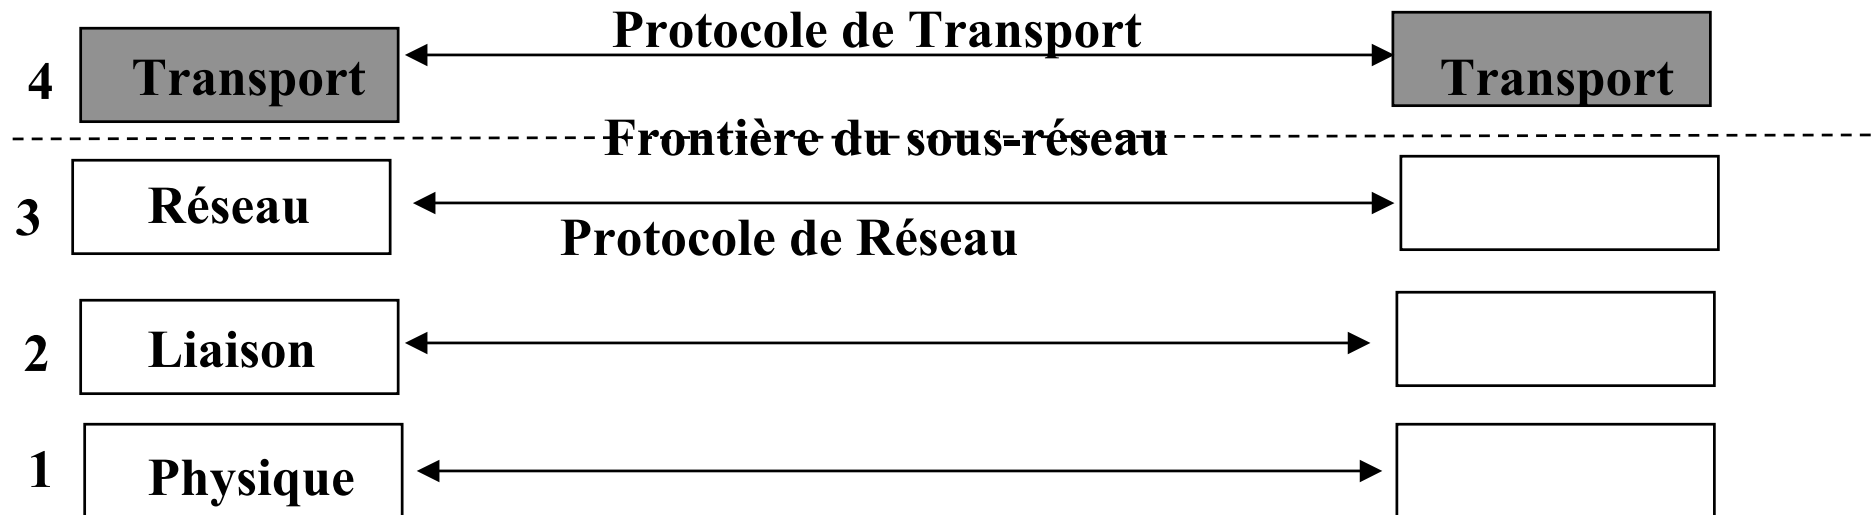 Protocole de Transport
4 Transport Transport
Frontière du sous-réseau
3 Réseau
Protocole de Réseau
2 Liaison
1 Physique